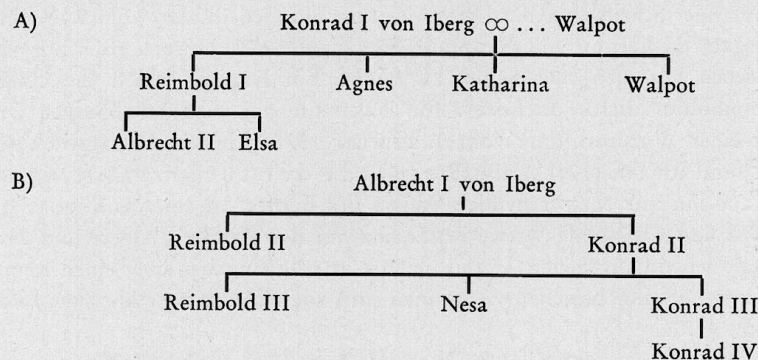 A) Konrad I von Iberg ∞ ... Walpot
Reimbold I Agnes Katharina Walpot
Albrecht II Elsa
B) Albrecht I von Iberg
Reimbold II Konrad II
Reimbold III Nesa Konrad III
Konrad IV